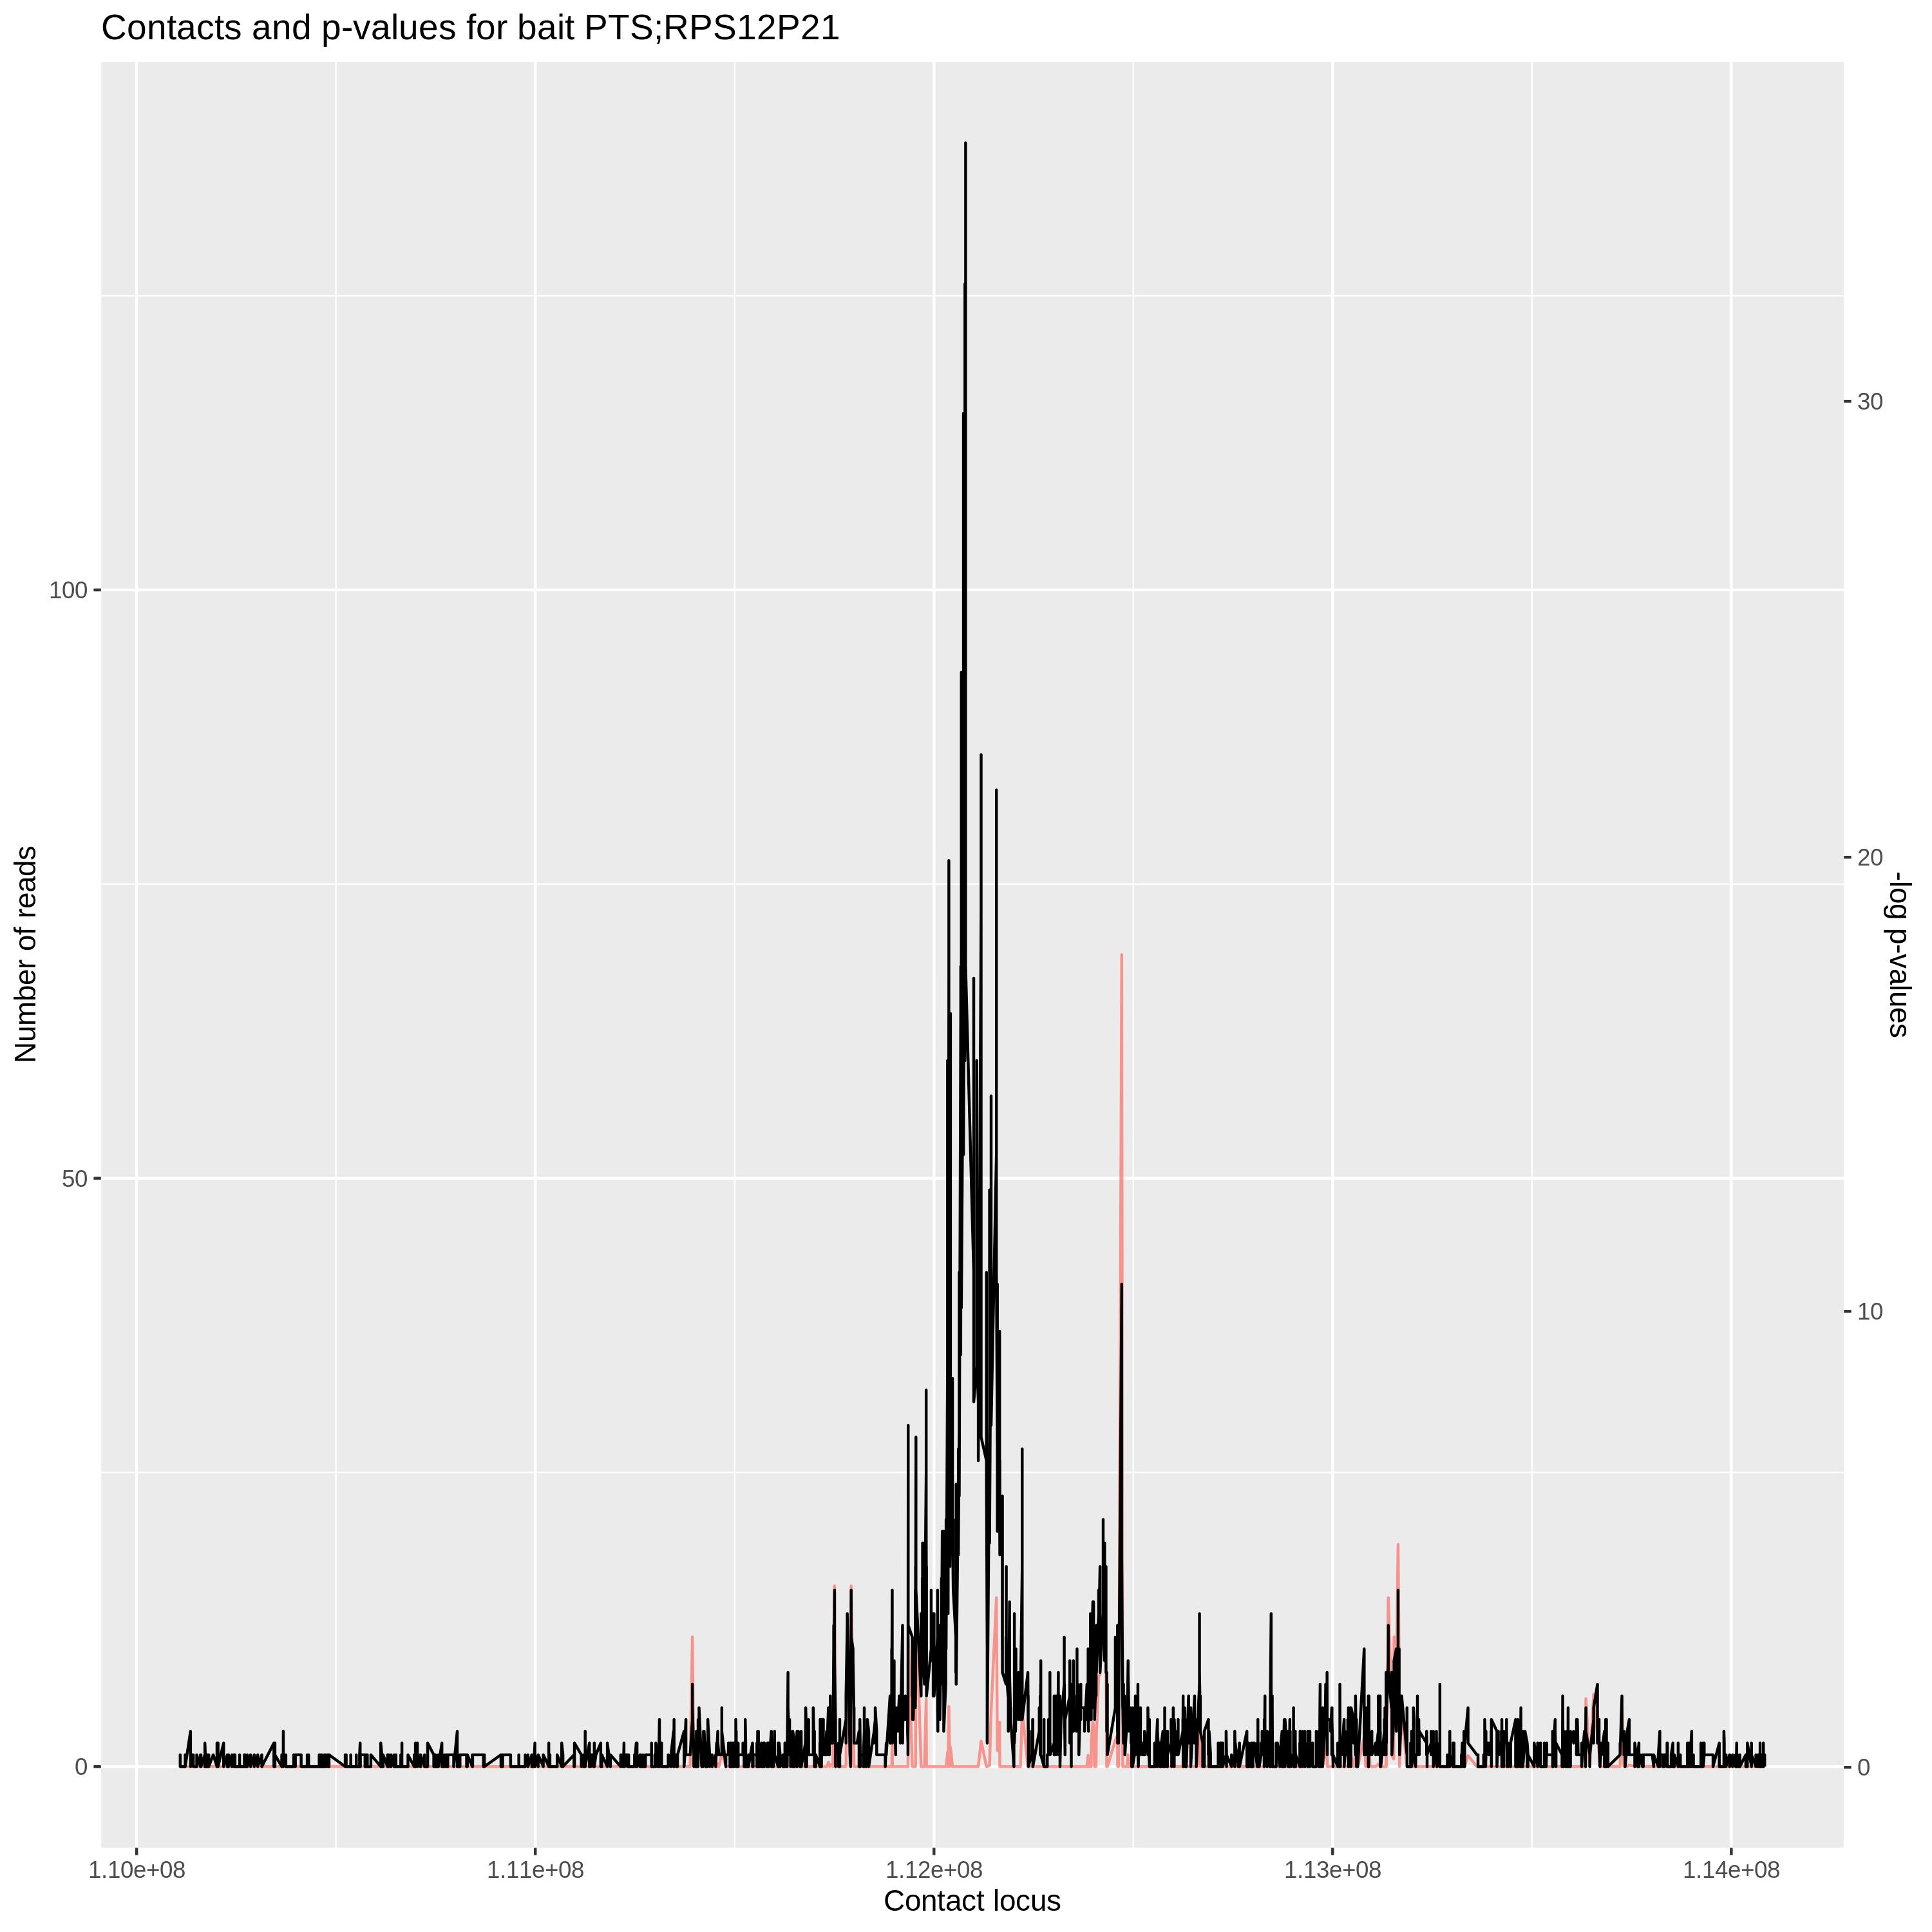 Contacts and p-values for bait PTS;RPS12P21
Number of reads
100
50
0
30
20
10
0
-log p-values
1.10e+08
1.11e+08
1.12e+08
1.13e+08
1.14e+08
Contact locus